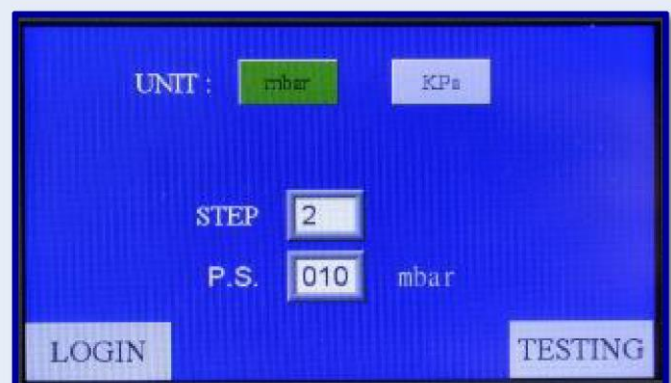 UNIT : mbar KPa
STEP 2
P.S. 010 mbar
LOGIN TESTING